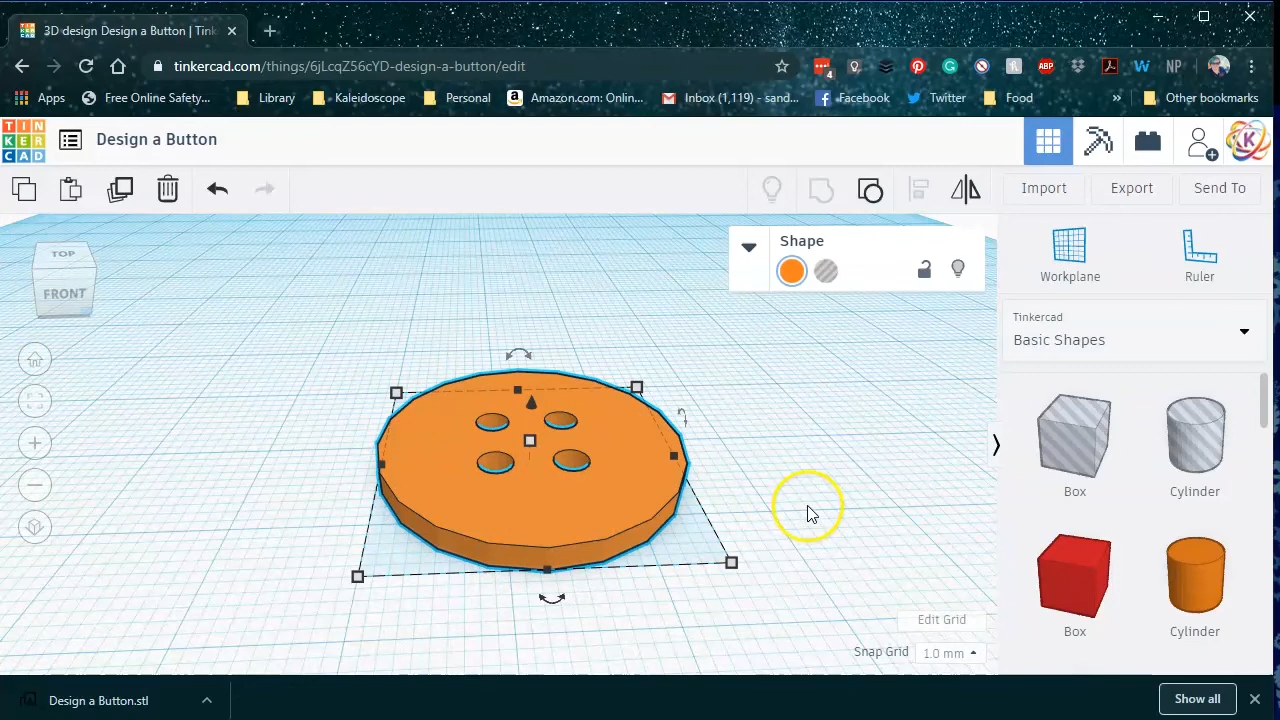 3D design Design a Button | Tink
tinkercad.com/things/6jLcqZ56cYD-design-a-button/edit
4
ABP
W
NP
Apps
Free Online Safety...
Library
Kaleidoscope
Personal
Amazon.com: Onlin...
Inbox (1,119) - sand...
Facebook
Twitter
Food
»
Other bookmarks
TIN
KER
CAD
Design a Button
K
Import
Export
Send To
TOP
FRONT
Shape
Workplane
Ruler
Tinkercad
Basic Shapes
Box
Cylinder
Box
Cylinder
Edit Grid
Snap Grid 1.0 mm
Design a Button.stl
Show all